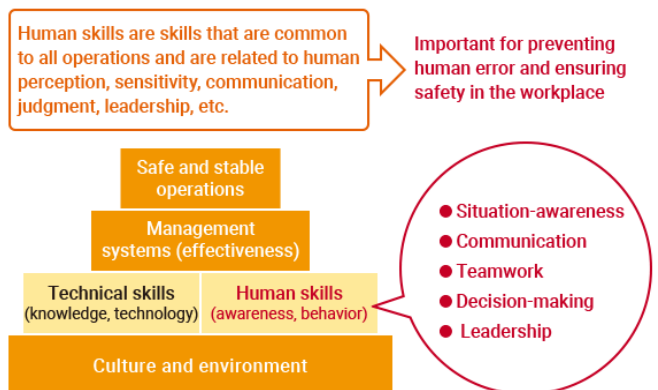 Human skills are skills that are common
to all operations and are related to human
perception, sensitivity, communication,
judgment, leadership, etc.
Important for preventing
human error and ensuring
safety in the workplace
Safe and stable
operations
Management
systems (effectiveness)
Technical skills
(knowledge, technology)
Human skills
(awareness, behavior)
Culture and environment
● Situation-awareness
● Communication
● Teamwork
● Decision-making
● Leadership